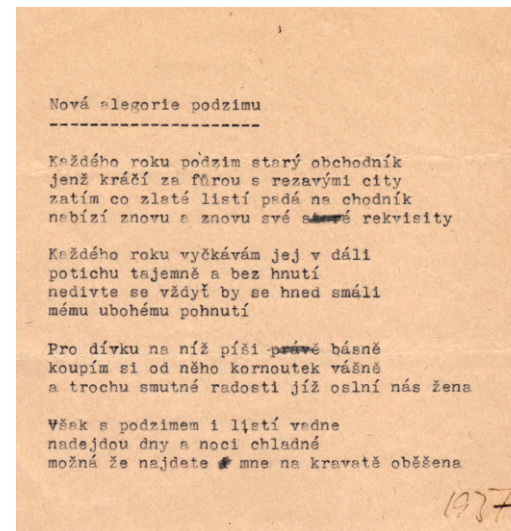 Nová alegorie podzimu
----------------------
Každého roku podzim starý obchodník
jenž kráčí za fůrou s rezavými city
zatím co zlaté listí padá na chodník
nabízí znovu a znovu své staré rekvisity
Každého roku vyčkávám jej v dáli
potichu tajemně a bez hnutí
nedivte se vždyť by se hned smáli
mému ubohému pohnutí
Pro dívku na níž píši právě básně
koupím si od něho kornoutek vášně
a trochu smutné radosti jíž oslní nás žena
Však s podzimem i listí vadne
nadejdou dny a noci chladné
možná že najdete mne na kravatě oběšena
1937